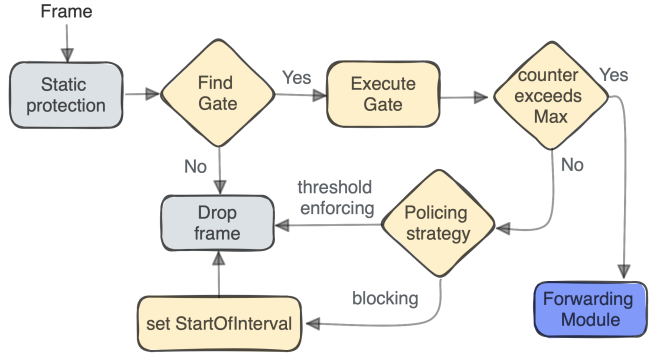 Frame
Static
protection
Find
Gate
Yes
Execute
Gate
counter
exceeds
Max
Yes
No
No
threshold
enforcing
Policing
strategy
Drop
frame
blocking
set StartOfInterval
Forwarding
Module